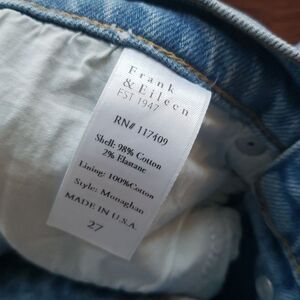 Frank
& Eileen
EST 1947
RN# 117409
Shell: 98% Cotton
2% Elastane
Lining: 100%Cotton
Style: Monaghan
MADE IN U.S.A.
27